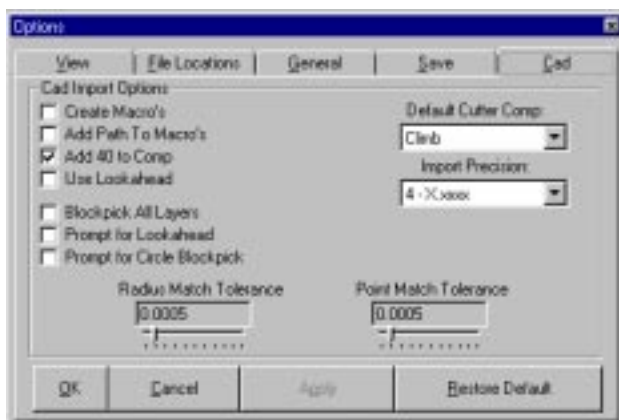 Options
View File Locations General Save Cad
Cad Import Options
Create Macro's
Add Path To Macro's
Add 40 to Comp
Use Lookahead
Blockpick All Layers
Prompt for Lookahead
Prompt for Circle Blockpick
Default Cutter Comp:
Climb
Import Precision:
4 - X.xxxx
Radius Match Tolerance
0.0005
Point Match Tolerance
0.0005
OK Cancel Apply Restore Default